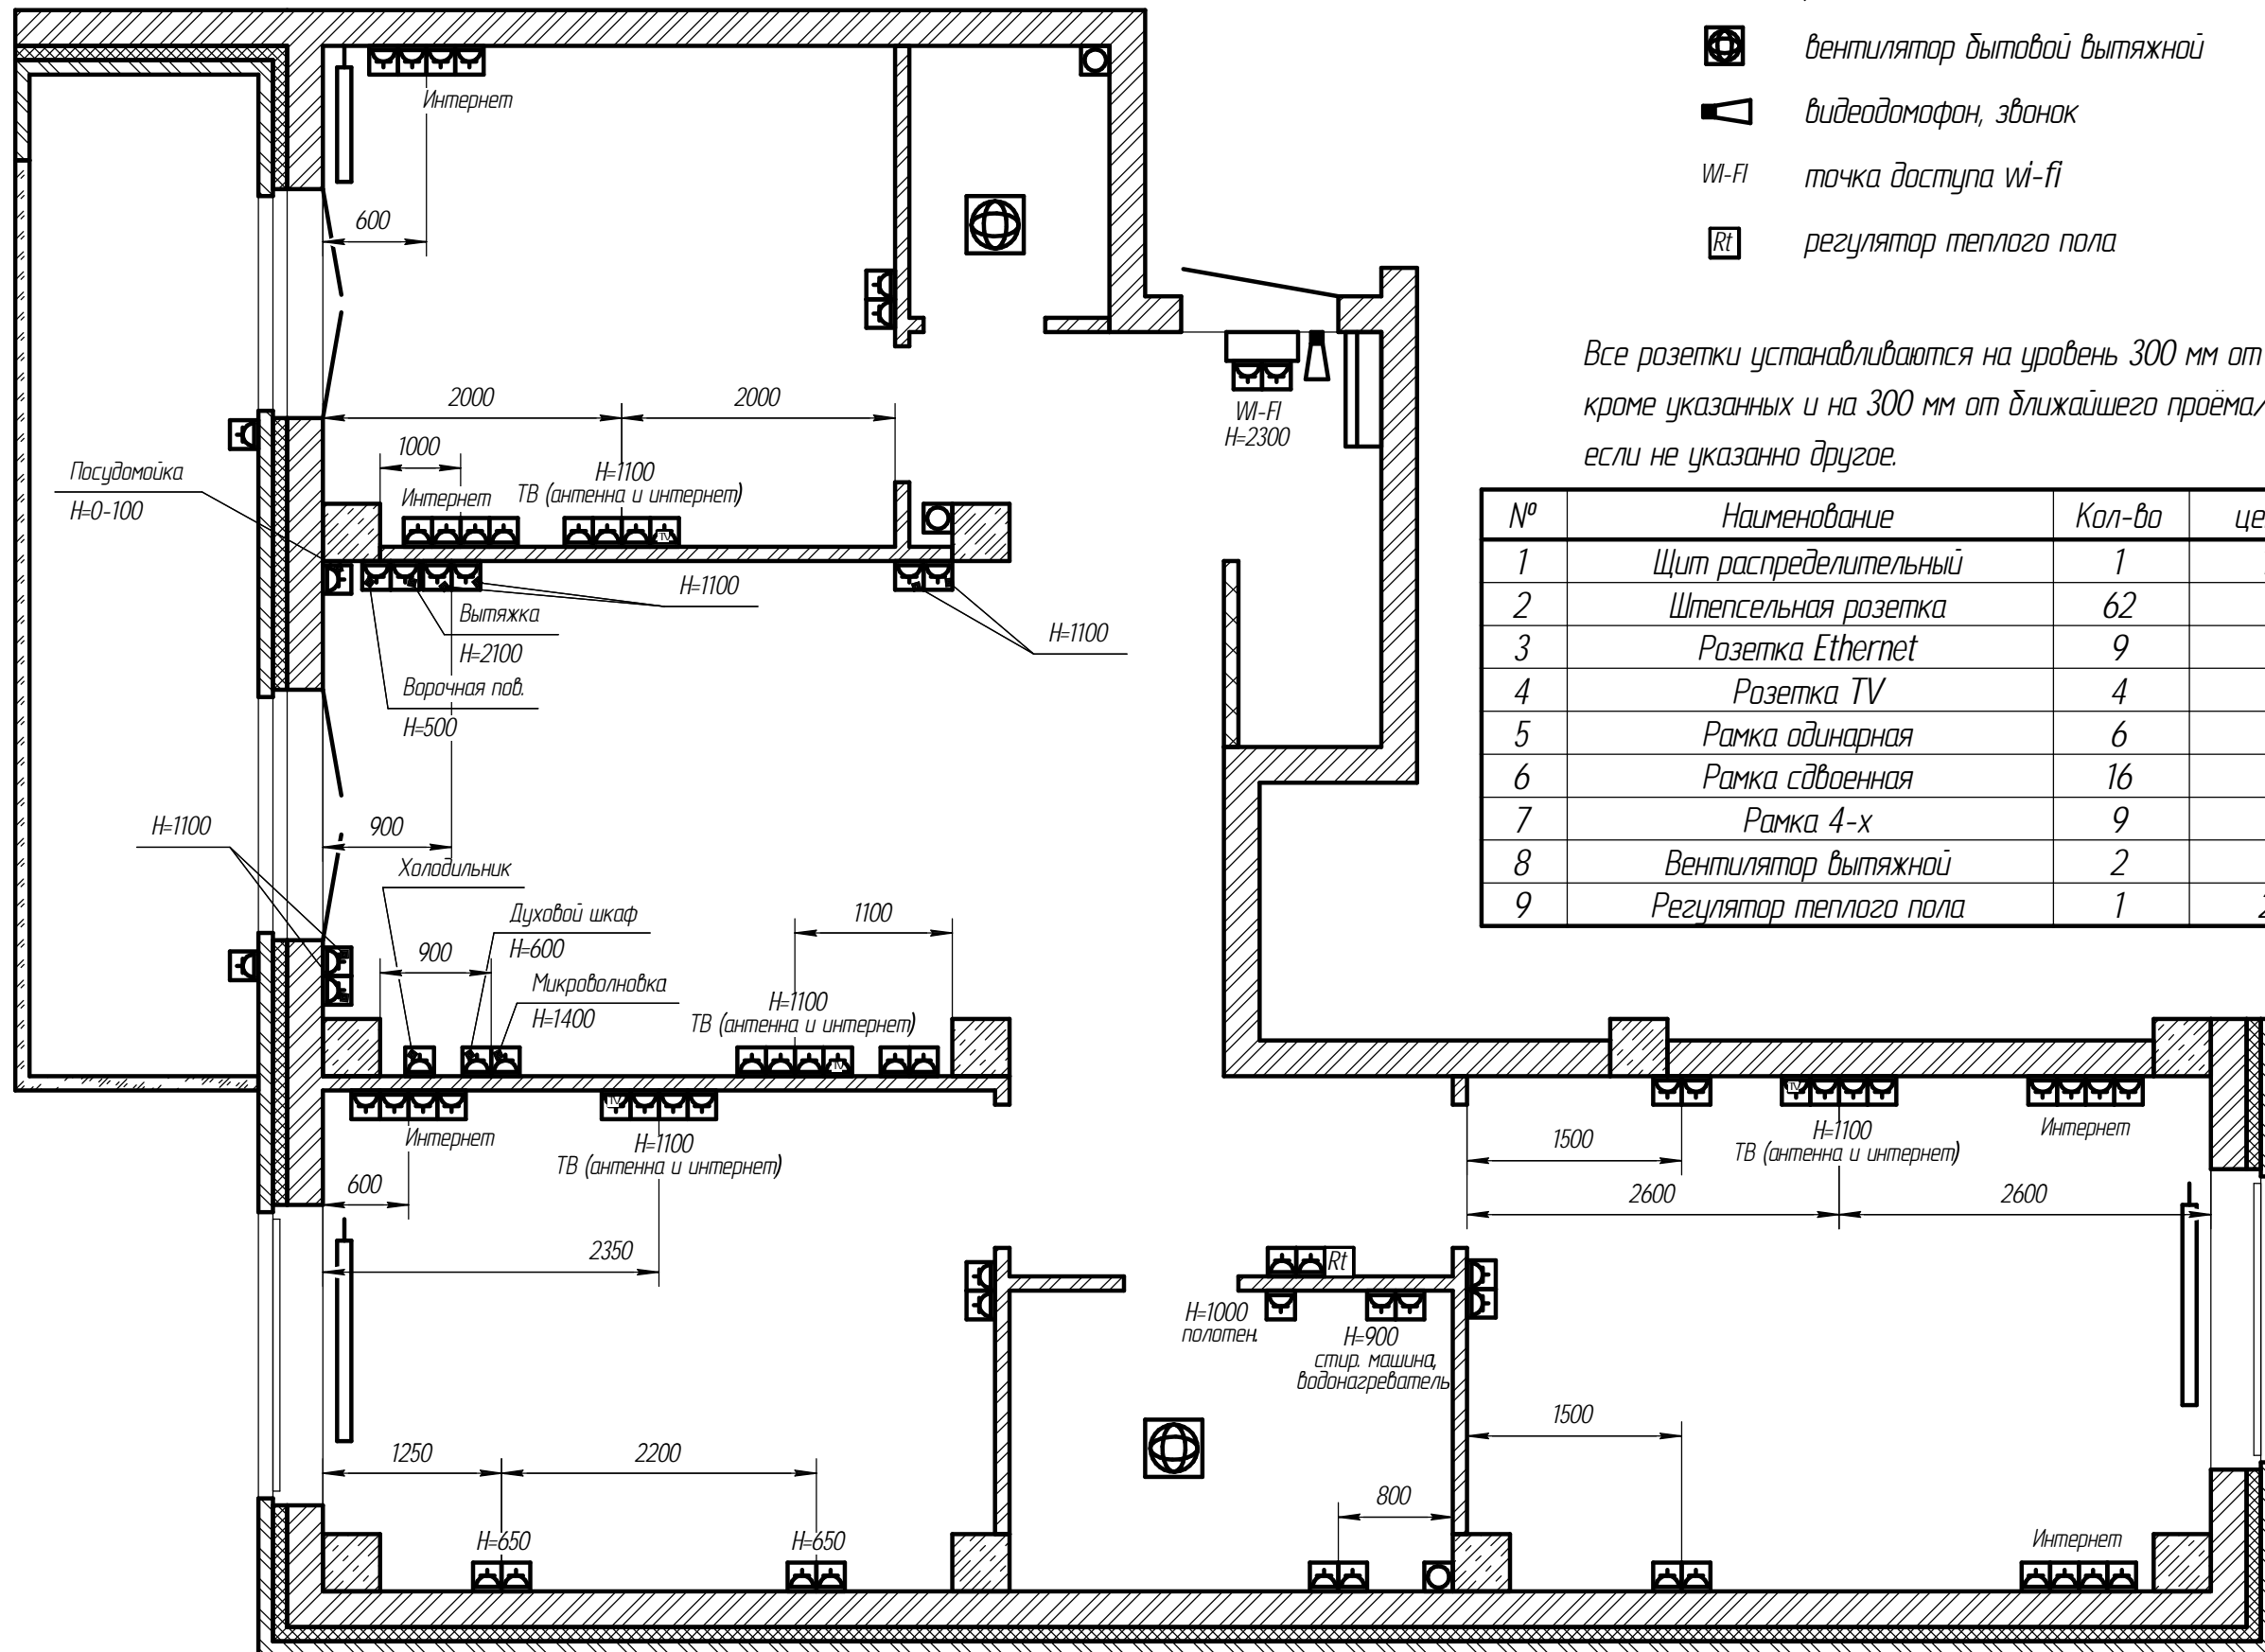 вентилятор бытовой вытяжной
видеодомофон, звонок
WI-FI точка доступа wi-fi
Rt регулятор теплого пола
Все розетки устанавливаются на уровень 300 мм от
кроме указанных и на 300 мм от ближайшего проёма/
если не указанно другое.
№ Наименование Кол-во це
1 Щит распределительный 1
2 Штепсельная розетка 62
3 Розетка Ethernet 9
4 Розетка TV 4
5 Рамка одинарная 6
6 Рамка сдвоенная 16
7 Рамка 4-х 9
8 Вентилятор вытяжной 2
9 Регулятор теплого пола 1 2
Интернет
600
2000
2000
1000
H=1100
ТВ (антенна и интернет)
Интернет
TV
WI-FI
H=2300
Посудомойка
H=0-100
H=1100
Вытяжка
H=2100
Ворочная пов.
H=500
H=1100
H=1100
900
Холодильник
Духовой шкаф
H=600
900
Микроволновка
H=1400
1100
H=1100
ТВ (антенна и интернет)
TV
TV
Интернет
H=1100
ТВ (антенна и интернет)
600
2350
TV
1500
H=1100
ТВ (антенна и интернет)
Интернет
2600
2600
Rt
H=1000
полотен.
H=900
стир. машина,
водонагреватель
1250
2200
1500
800
H=650
H=650
Интернет